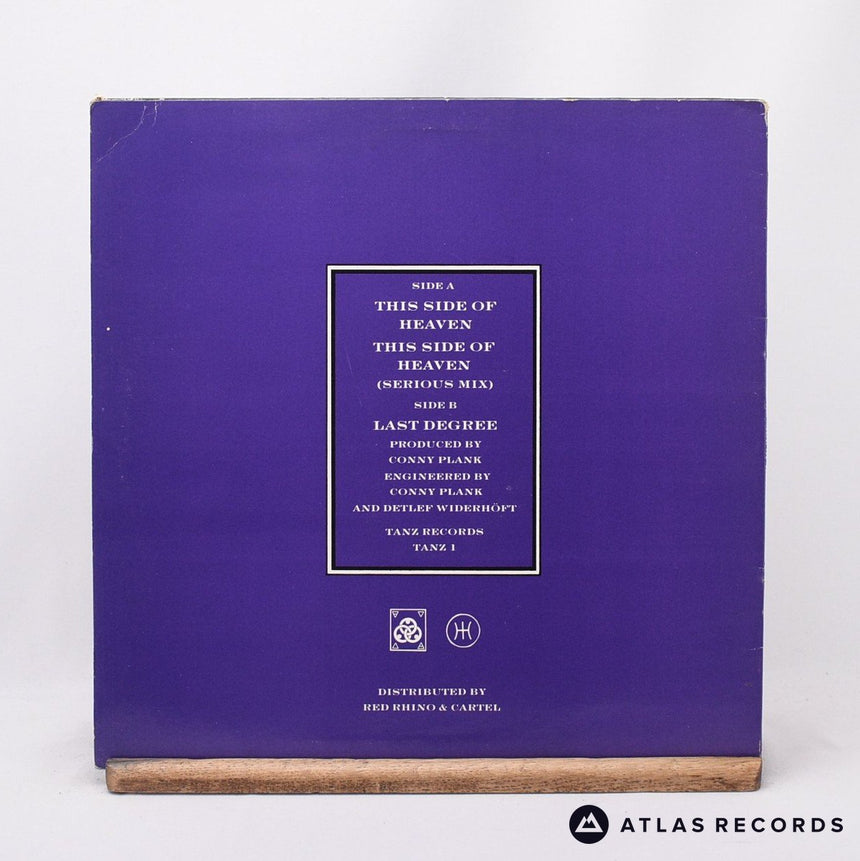 SIDE A
THIS SIDE OF
HEAVEN
THIS SIDE OF
HEAVEN
(SERIOUS MIX)
SIDE B
LAST DEGREE
PRODUCED BY
CONNY PLANK
ENGINEERED BY
CONNY PLANK
AND DETLEF WIDERHÖFT
TANZ RECORDS
TANZ 1
DISTRIBUTED BY
RED RHINO & CARTEL
ATLAS RECORDS